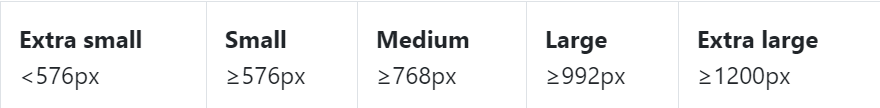 Extra small Small Medium Large Extra large
<576px ≥576px ≥768px ≥992px ≥1200px